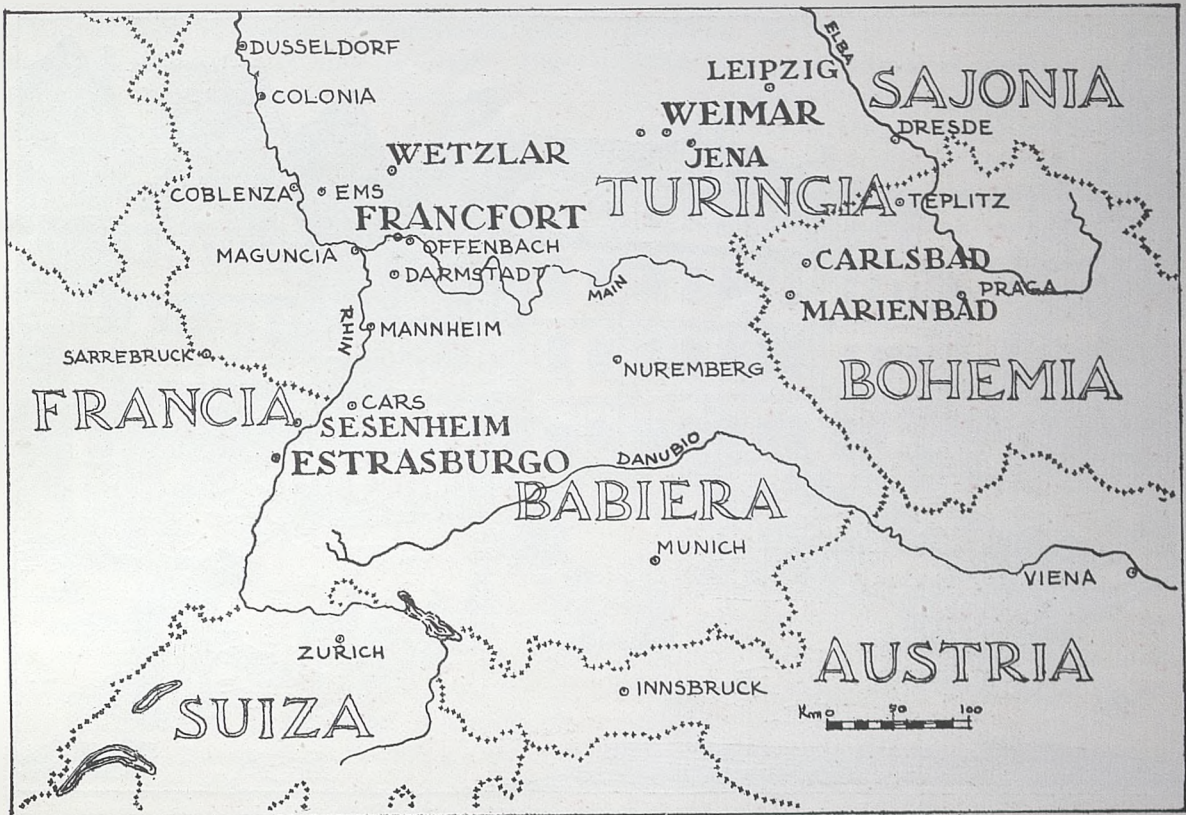 ELBA
DUSSELDORF
LEIPZIG
SAJONIA
COLONIA
WEIMAR
DRESDE
WETZLAR
JENA
COBLENZA
EMS
TURINGIA
TEPLITZ
FRANCFORT
MAGUNCIA
OFFENBACH
CARLSBAD
DARMSTADT
MAIN
PRAGA
MARIENBAD
RHIN
MANNHEIM
SARREBRUCK
NUREMBERG
BOHEMIA
FRANCIA
CARS
SESENHEIM
ESTRASBURGO
DANUBIO
BABIERA
MUNICH
VIENA
ZURICH
AUSTRIA
INNSBRUCK
SUIZA
Km 0 50 100